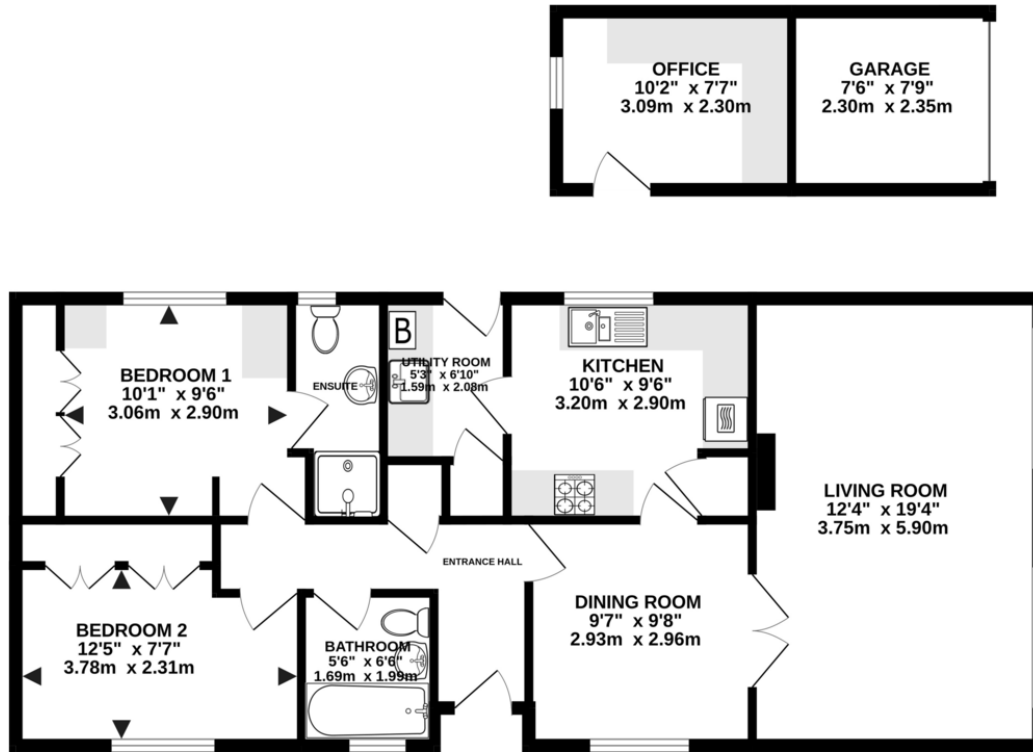 OFFICE
10'2" x 7'7"
3.09m x 2.30m
GARAGE
7'6" x 7'9"
2.30m x 2.35m
BEDROOM 1
10'1" x 9'6"
3.06m x 2.90m
ENSUITE
B
UTILITY ROOM
5'3" x 6'10"
1.59m x 2.08m
KITCHEN
10'6" x 9'6"
3.20m x 2.90m
LIVING ROOM
12'4" x 19'4"
3.75m x 5.90m
ENTRANCE HALL
BEDROOM 2
12'5" x 7'7"
3.78m x 2.31m
BATHROOM
5'6" x 6'6"
1.69m x 1.99m
DINING ROOM
9'7" x 9'8"
2.93m x 2.96m